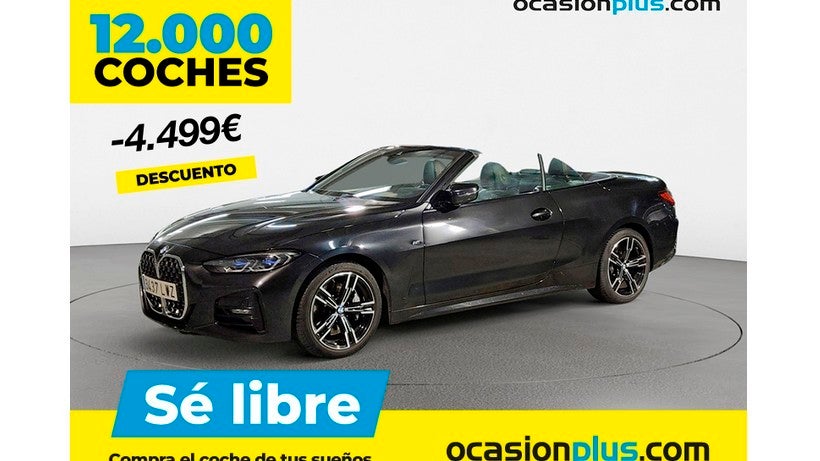 12.000
COCHES
ocasionplus.com
-4.499€
DESCUENTO
Sé libre
Compra el coche de tus sueños
ocasionplus.com